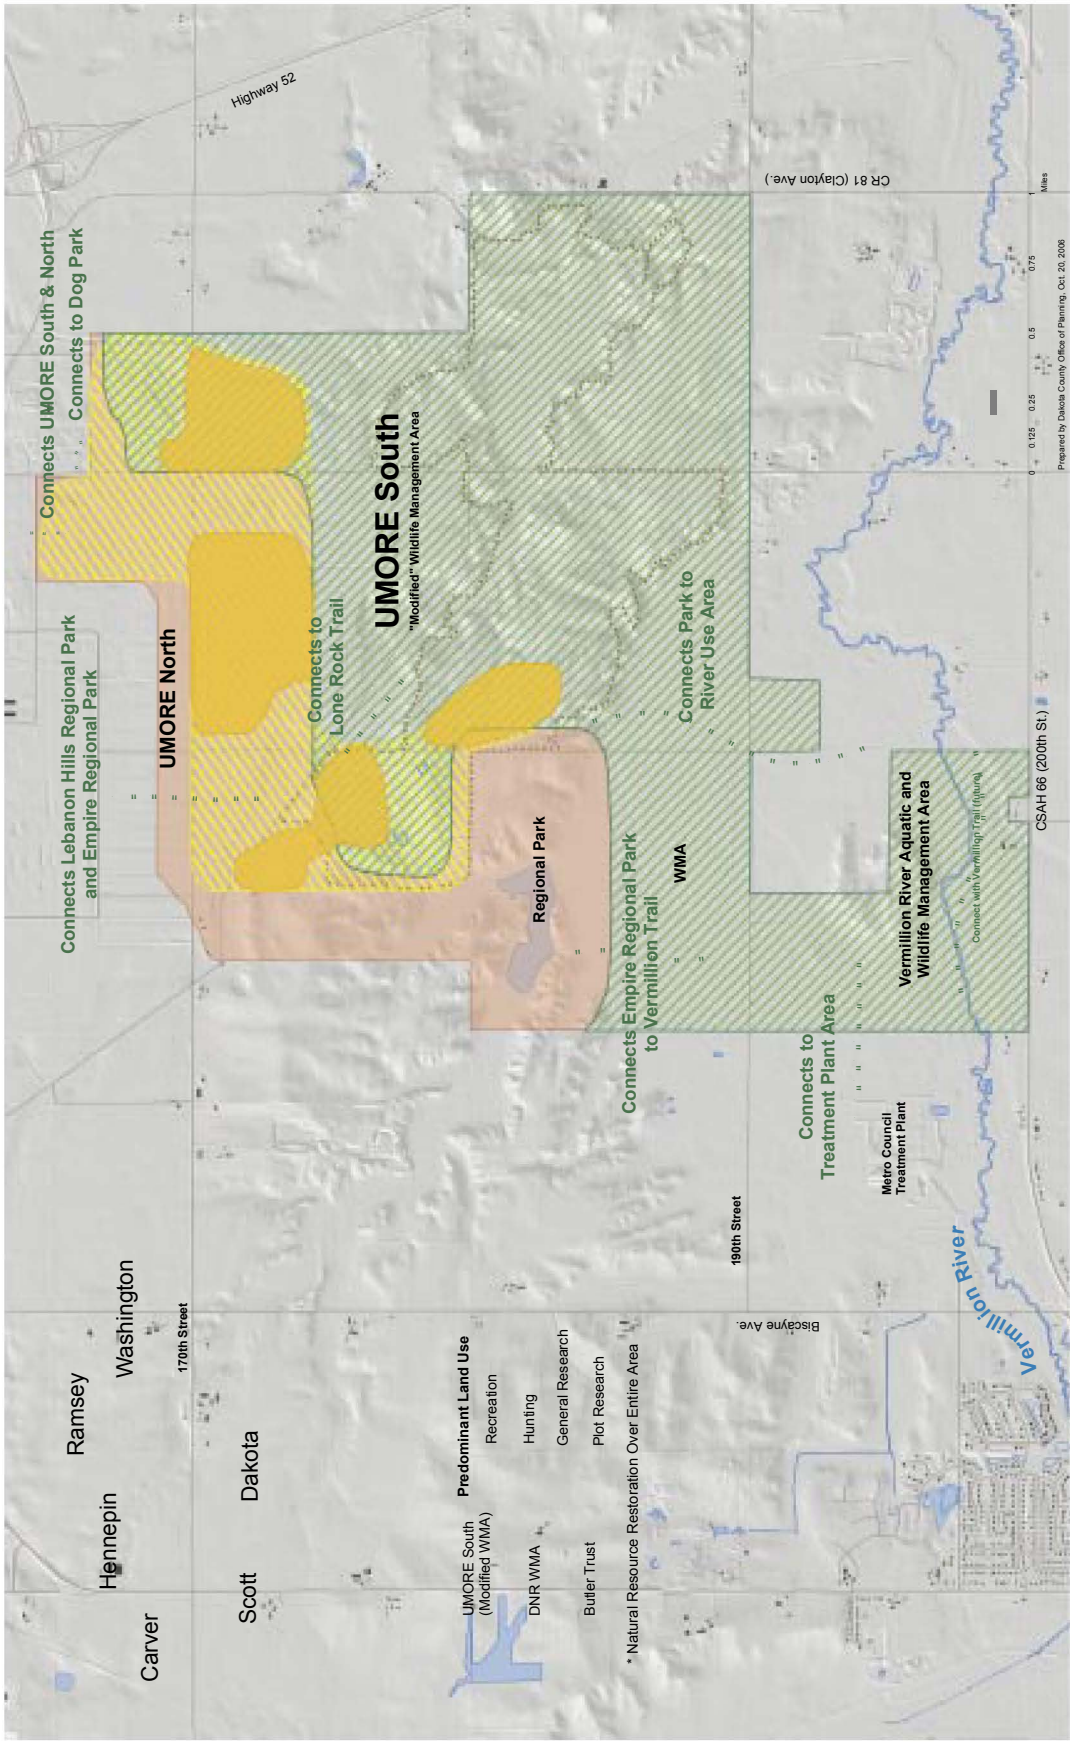 Ramsey
Washington
Hennepin
Carver
Scott
Dakota
170th Street
Highway 52
Connects UMORE South & North
Connects to Dog Park
Connects Lebanon Hills Regional Park
and Empire Regional Park
UMORE North
UMORE South
"Modified" Wildlife Management Area
Connects to
Lone Rock Trail
Regional Park
Connects Empire Regional Park
to Vermillion Trail
WMA
Connects Park to
River Use Area
CR 81 (Clayton Ave.)
190th Street
Biscayne Ave.
Connects to
Treatment Plant Area
Metro Council
Treatment Plant
Vermillion River Aquatic and
Wildlife Management Area
Connect with Vermillion Trail (future)
Vermillion River
CSAH 66 (200th St.)
Predominant Land Use
UMORE South
(Modified WMA)
Recreation
DNR WMA
Hunting
General Research
Butler Trust
Plot Research
* Natural Resource Restoration Over Entire Area
0 0.125 0.25 0.5 0.75 1
Miles
Prepared by Dakota County Office of Planning, Oct. 20, 2006